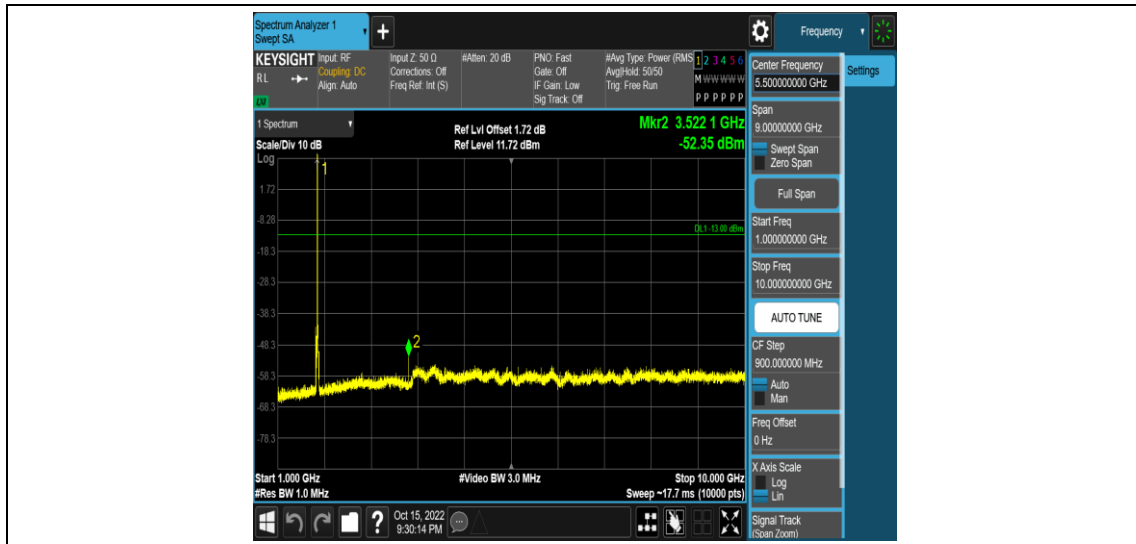 Spectrum Analyzer 1
Swept SA
+
Frequency
KEYSIGHT
RL
LXI
Input: RF
Coupling: DC
Align: Auto
Input Z: 50 Ω
Corrections: Off
Freq Ref: Int (S)
#Atten: 20 dB
PNO: Fast
Gate: Off
IF Gain: Low
Sig Track: Off
#Avg Type: Power (RMS
Avg|Hold: 50/50
Trig: Free Run
1 2 3 4 5 6
M W W W W W
P P P P P P
1 Spectrum
Scale/Div 10 dB
Log
Ref Lvl Offset 1.72 dB
Ref Level 11.72 dBm
Mkr2 3.522 1 GHz
-52.35 dBm
1
1.72
-8.28
DL1 -13.00 dBm
-18.3
-28.3
-38.3
-48.3
2
-58.3
-68.3
-78.3
Start 1.000 GHz
#Res BW 1.0 MHz
#Video BW 3.0 MHz
Stop 10.000 GHz
Sweep ~17.7 ms (10000 pts)
?
Oct 15, 2022
9:30:14 PM
Center Frequency
5.500000000 GHz
Settings
Span
9.00000000 GHz
Swept Span
Zero Span
Full Span
Start Freq
1.000000000 GHz
Stop Freq
10.000000000 GHz
AUTO TUNE
CF Step
900.000000 MHz
Auto
Man
Freq Offset
0 Hz
X Axis Scale
Log
Lin
Signal Track
(Span Zoom)